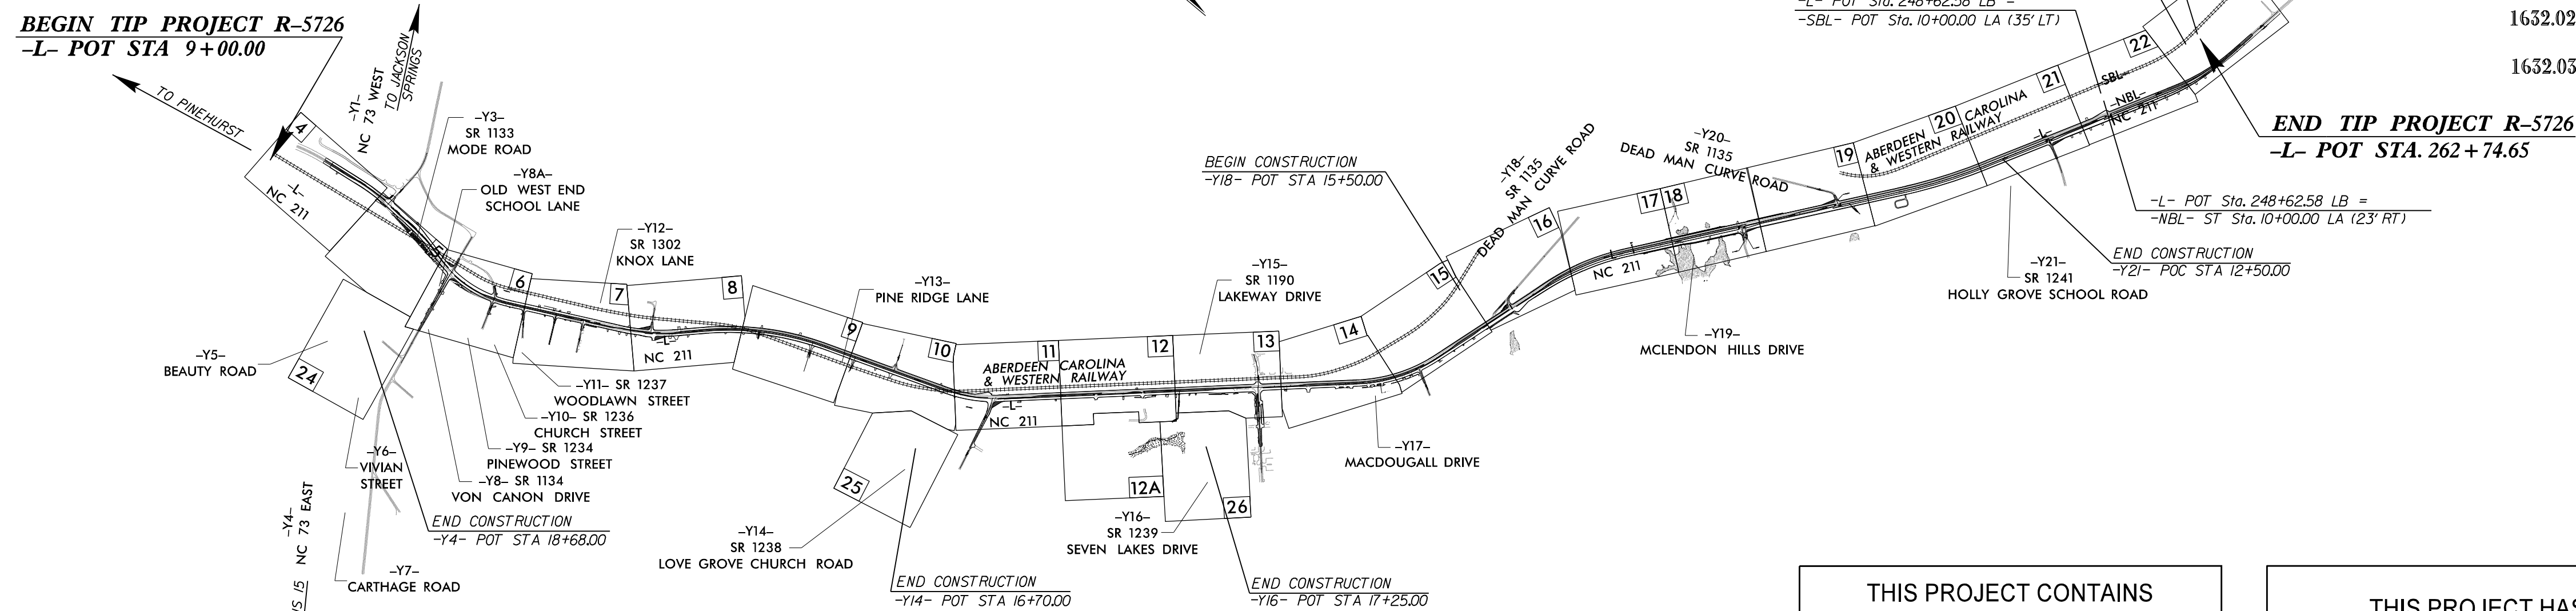 BEGIN TIP PROJECT R-5726
-L- POT STA 9+00.00
TO PINEHURST
-Y1-
NC 73 WEST
TO JACKSON
SPRINGS
4
-L-
NC 211
-Y3-
SR 1133
MODE ROAD
-Y8A-
OLD WEST END
SCHOOL LANE
5
6
-Y12-
SR 1302
KNOX LANE
7
8
-L-
NC 211
-Y5-
BEAUTY ROAD
24
-Y11- SR 1237
WOODLAWN STREET
-Y10- SR 1236
CHURCH STREET
-Y9- SR 1234
PINEWOOD STREET
-Y8- SR 1134
VON CANON DRIVE
-Y6-
VIVIAN
STREET
-Y4-
NC 73 EAST
US 15
END CONSTRUCTION
-Y4- POT STA 18+68.00
-Y7-
CARTHAGE ROAD
-Y13-
PINE RIDGE LANE
9
10
11
ABERDEEN CAROLINA
& WESTERN RAILWAY
-L-
NC 211
12
13
-Y15-
SR 1190
LAKEWAY DRIVE
25
-Y14-
SR 1238
LOVE GROVE CHURCH ROAD
END CONSTRUCTION
-Y14- POT STA 16+70.00
12A
26
-Y16-
SR 1239
SEVEN LAKES DRIVE
END CONSTRUCTION
-Y16- POT STA 17+25.00
14
-Y17-
MACDOUGALL DRIVE
15
BEGIN CONSTRUCTION
-Y18- POT STA 15+50.00
-Y18-
SR 1135
DEAD MAN CURVE ROAD
16
17
18
NC 211
-Y20-
SR 1135
DEAD MAN CURVE ROAD
-Y19-
MCLENDON HILLS DRIVE
19
ABERDEEN CAROLINA
& WESTERN RAILWAY
20
21
22
-L-
-SBL-
-NBL-
NC 211
-L- POT Sta. 248+62.58 LB =
-SBL- POT Sta. 10+00.00 LA (35' LT)
1632.02
1632.03
END TIP PROJECT R-5726
-L- POT STA. 262+74.65
-L- POT Sta. 248+62.58 LB =
-NBL- ST Sta. 10+00.00 LA (23' RT)
END CONSTRUCTION
-Y21- POC STA 12+50.00
-Y21-
SR 1241
HOLLY GROVE SCHOOL ROAD
THIS PROJECT CONTAINS
THIS PROJECT HAS